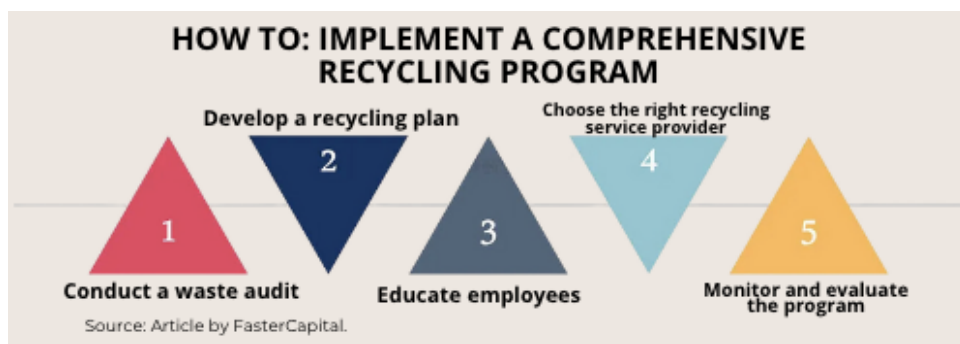 HOW TO: IMPLEMENT A COMPREHENSIVE
RECYCLING PROGRAM
1
Conduct a waste audit
Develop a recycling plan
2
3
Educate employees
Choose the right recycling
service provider
4
5
Monitor and evaluate
the program
Source: Article by FasterCapital.